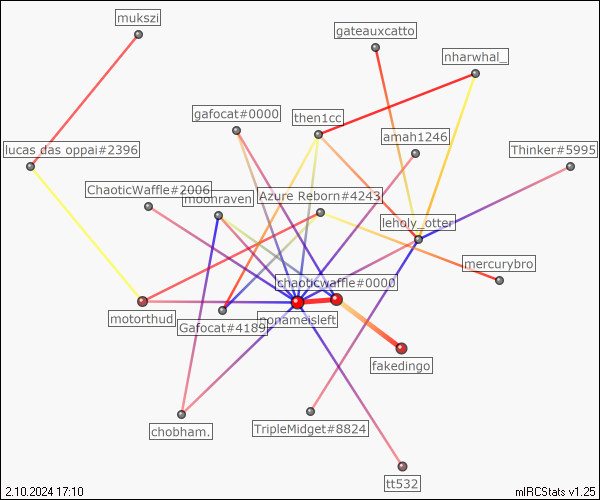 mukszi
gateauxcatto
nharwhal_
gafocat#0000
then1cc
amah1246
lucas das oppai#2396
Thinker#5995
ChaoticWaffle#2006
moonraven
Azure Reborn#4243
leholy_otter
mercurybro
chaoticwaffle#0000
motorthud
Gafocat#4189
nonameisleft
fakedingo
chobham.
TripleMidget#8824
tt532
2.10.2024 17:10
mIRCStats v1.25